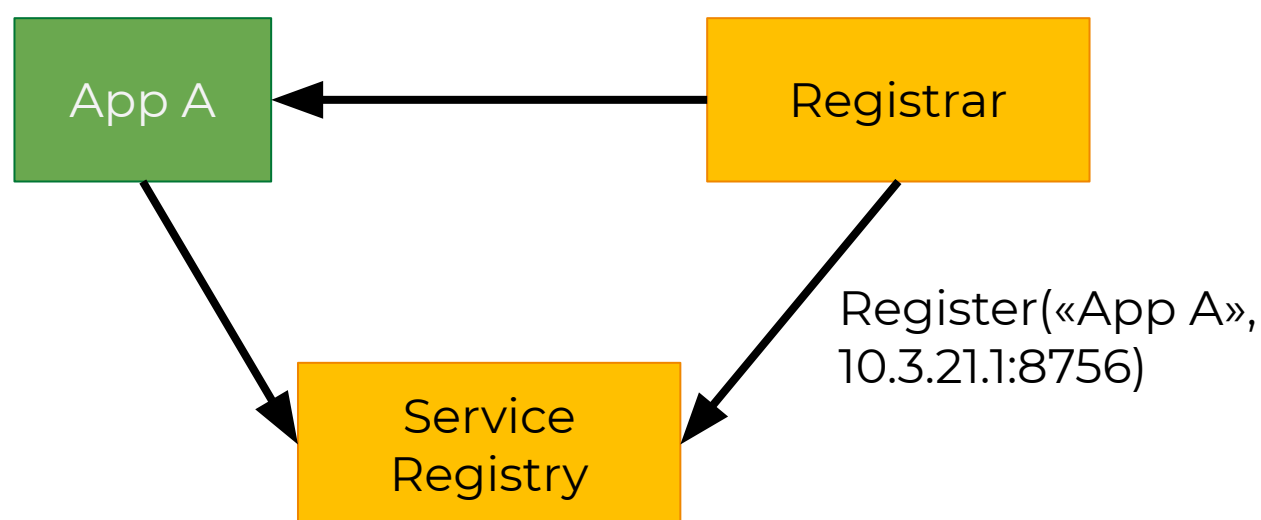 App A
Registrar
Register(«App A»,
10.3.21.1:8756)
Service
Registry